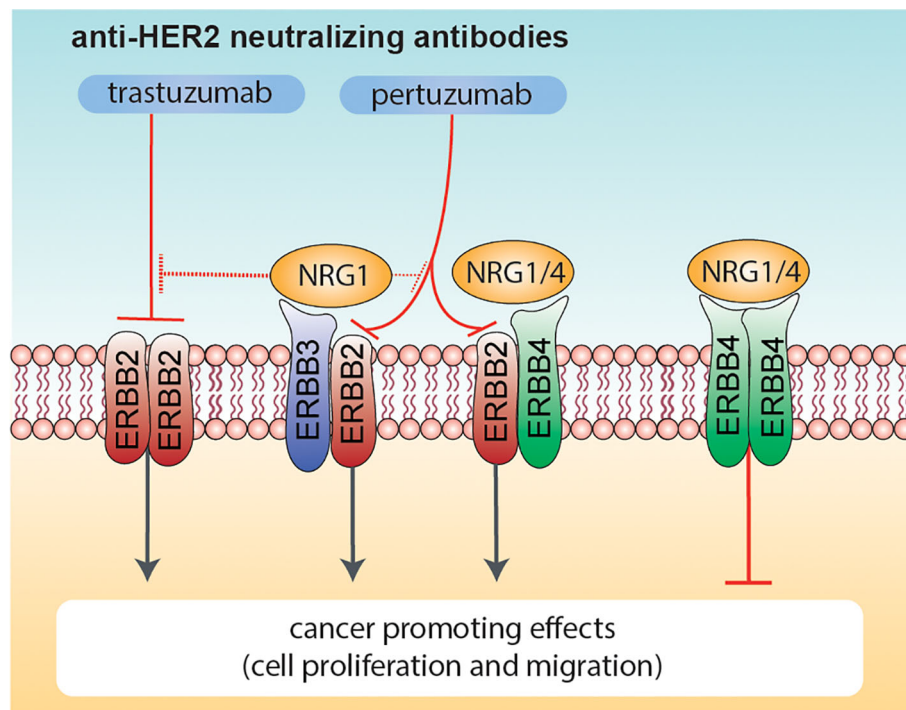 anti-HER2 neutralizing antibodies
trastuzumab
pertuzumab
NRG1
NRG1/4
NRG1/4
ERBB2
ERBB2
ERBB3
ERBB2
ERBB2
ERBB4
ERBB4
ERBB4
cancer promoting effects
(cell proliferation and migration)